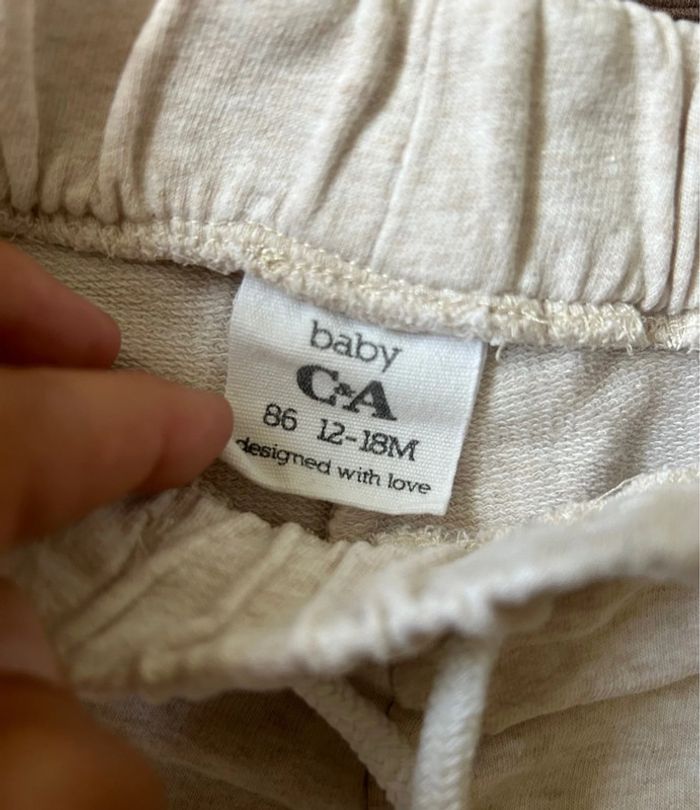 baby
C&A
86 12-18M
designed with love